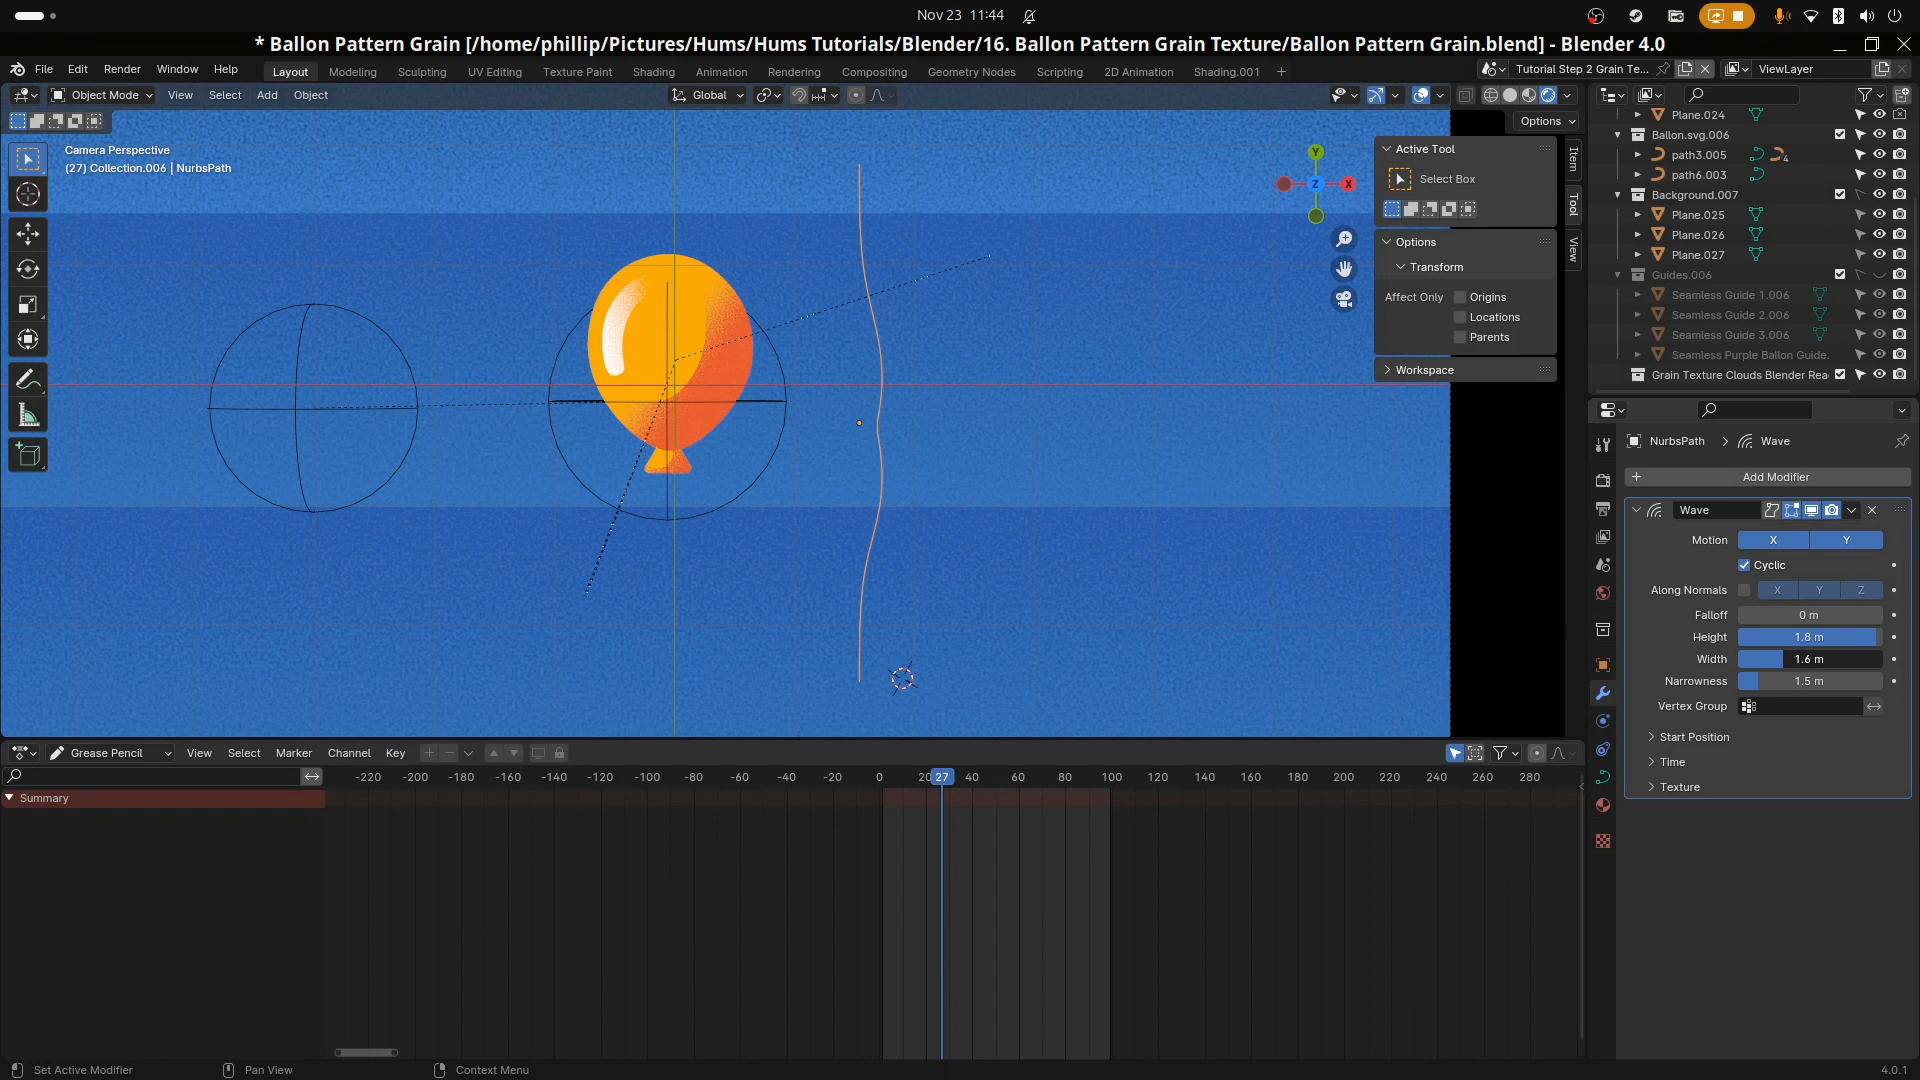 Nov 23 11:44
* Ballon Pattern Grain [/home/phillip/Pictures/Hums/Hums Tutorials/Blender/16. Ballon Pattern Grain Texture/Ballon Pattern Grain.blend] - Blender 4.0
File Edit Render Window Help Layout Modeling Sculpting UV Editing Texture Paint Shading Animation Rendering Compositing Geometry Nodes Scripting 2D Animation Shading.001 + Tutorial Step 2 Grain Te... ViewLayer
Object Mode View Select Add Object Global
Options
Camera Perspective
(27) Collection.006 | NurbsPath
Y
X
Z
Active Tool
Select Box
Options
Transform
Affect Only Origins
Locations
Parents
Workspace
Item
Tool
View
Plane.024
Ballon.svg.006
path3.005 4
path6.003
Background.007
Plane.025
Plane.026
Plane.027
Guides.006
Seamless Guide 1.006
Seamless Guide 2.006
Seamless Guide 3.006
Seamless Purple Ballon Guide.
Grain Texture Clouds Blender Rea
NurbsPath > Wave
+ Add Modifier
Wave
Motion X Y
Cyclic
Along Normals X Y Z
Falloff 0 m
Height 1.8 m
Width 1.6 m
Narrowness 1.5 m
Vertex Group
Start Position
Time
Texture
Grease Pencil View Select Marker Channel Key
-220 -200 -180 -160 -140 -120 -100 -80 -60 -40 -20 0 20 27 40 60 80 100 120 140 160 180 200 220 240 260 280
Summary
Set Active Modifier Pan View Context Menu 4.0.1